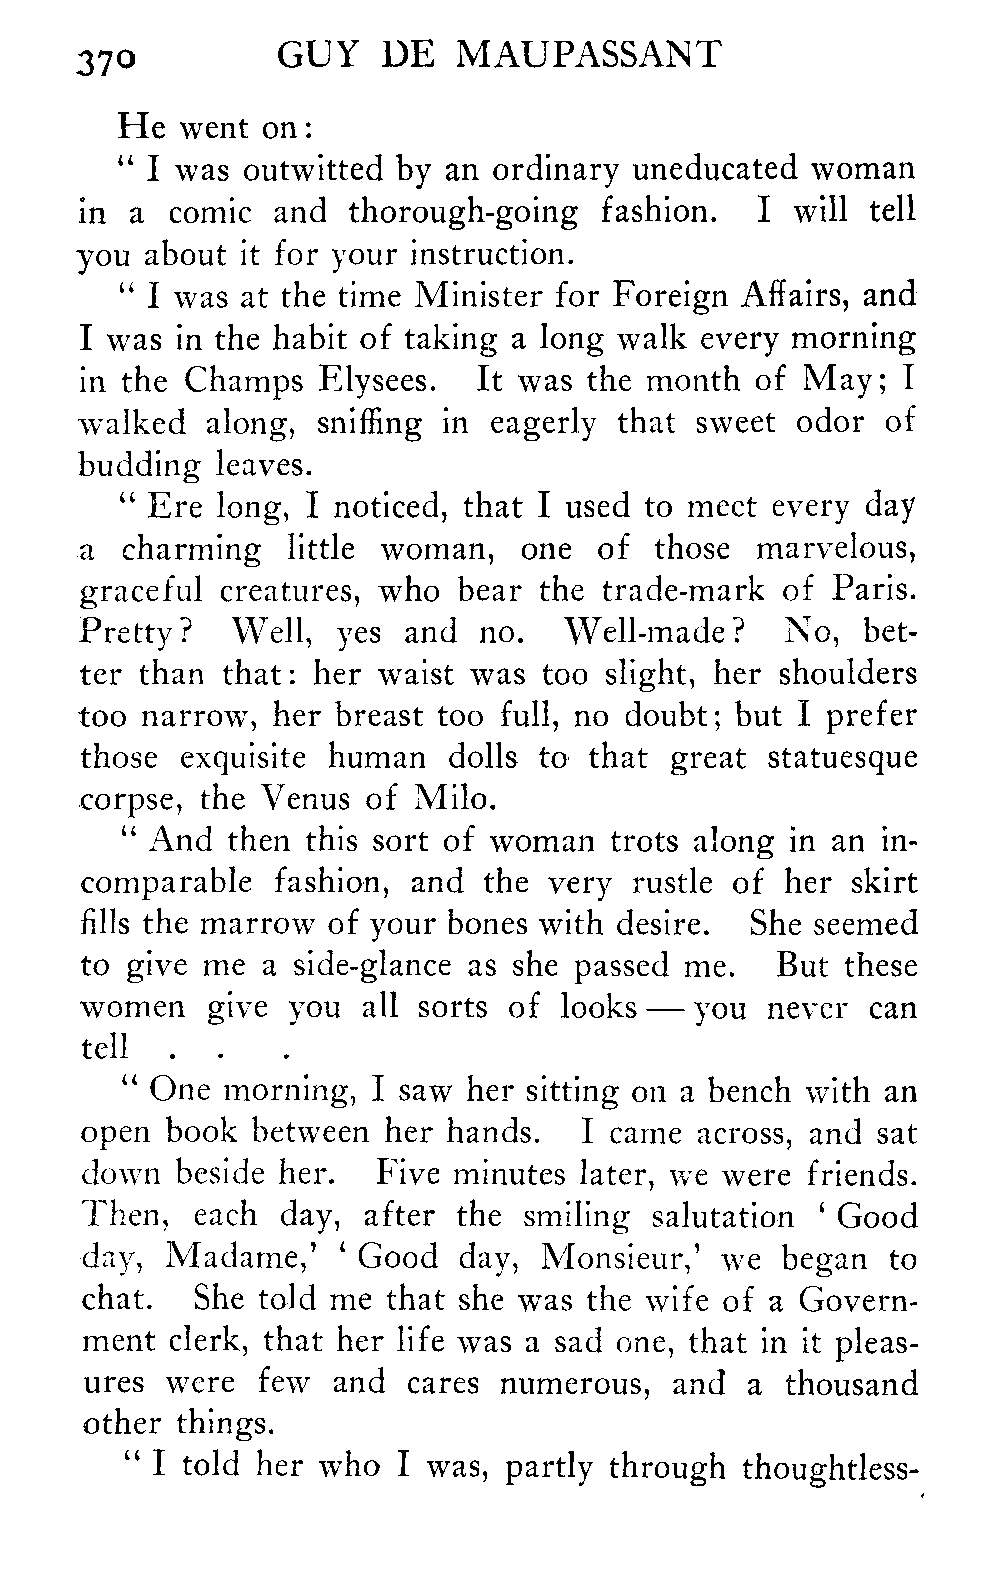 370 GUY DE MAUPASSANT
He went on:
“ I was outwitted by an ordinary uneducated woman
in a comic and thorough-going fashion. I will tell
you about it for your instruction.
“ I was at the time Minister for Foreign Affairs, and
I was in the habit of taking a long walk every morning
in the Champs Elysees. It was the month of May; I
walked along, sniffing in eagerly that sweet odor of
budding leaves.
“ Ere long, I noticed, that I used to meet every day
a charming little woman, one of those marvelous,
graceful creatures, who bear the trade-mark of Paris.
Pretty? Well, yes and no. Well-made? No, bet-
ter than that: her waist was too slight, her shoulders
too narrow, her breast too full, no doubt; but I prefer
those exquisite human dolls to that great statuesque
corpse, the Venus of Milo.
“ And then this sort of woman trots along in an in-
comparable fashion, and the very rustle of her skirt
fills the marrow of your bones with desire. She seemed
to give me a side-glance as she passed me. But these
women give you all sorts of looks — you never can
tell . . .
“ One morning, I saw her sitting on a bench with an
open book between her hands. I came across, and sat
down beside her. Five minutes later, we were friends.
Then, each day, after the smiling salutation ‘ Good
day, Madame,’ ‘ Good day, Monsieur,’ we began to
chat. She told me that she was the wife of a Govern-
ment clerk, that her life was a sad one, that in it pleas-
ures were few and cares numerous, and a thousand
other things.
“ I told her who I was, partly through thoughtless-